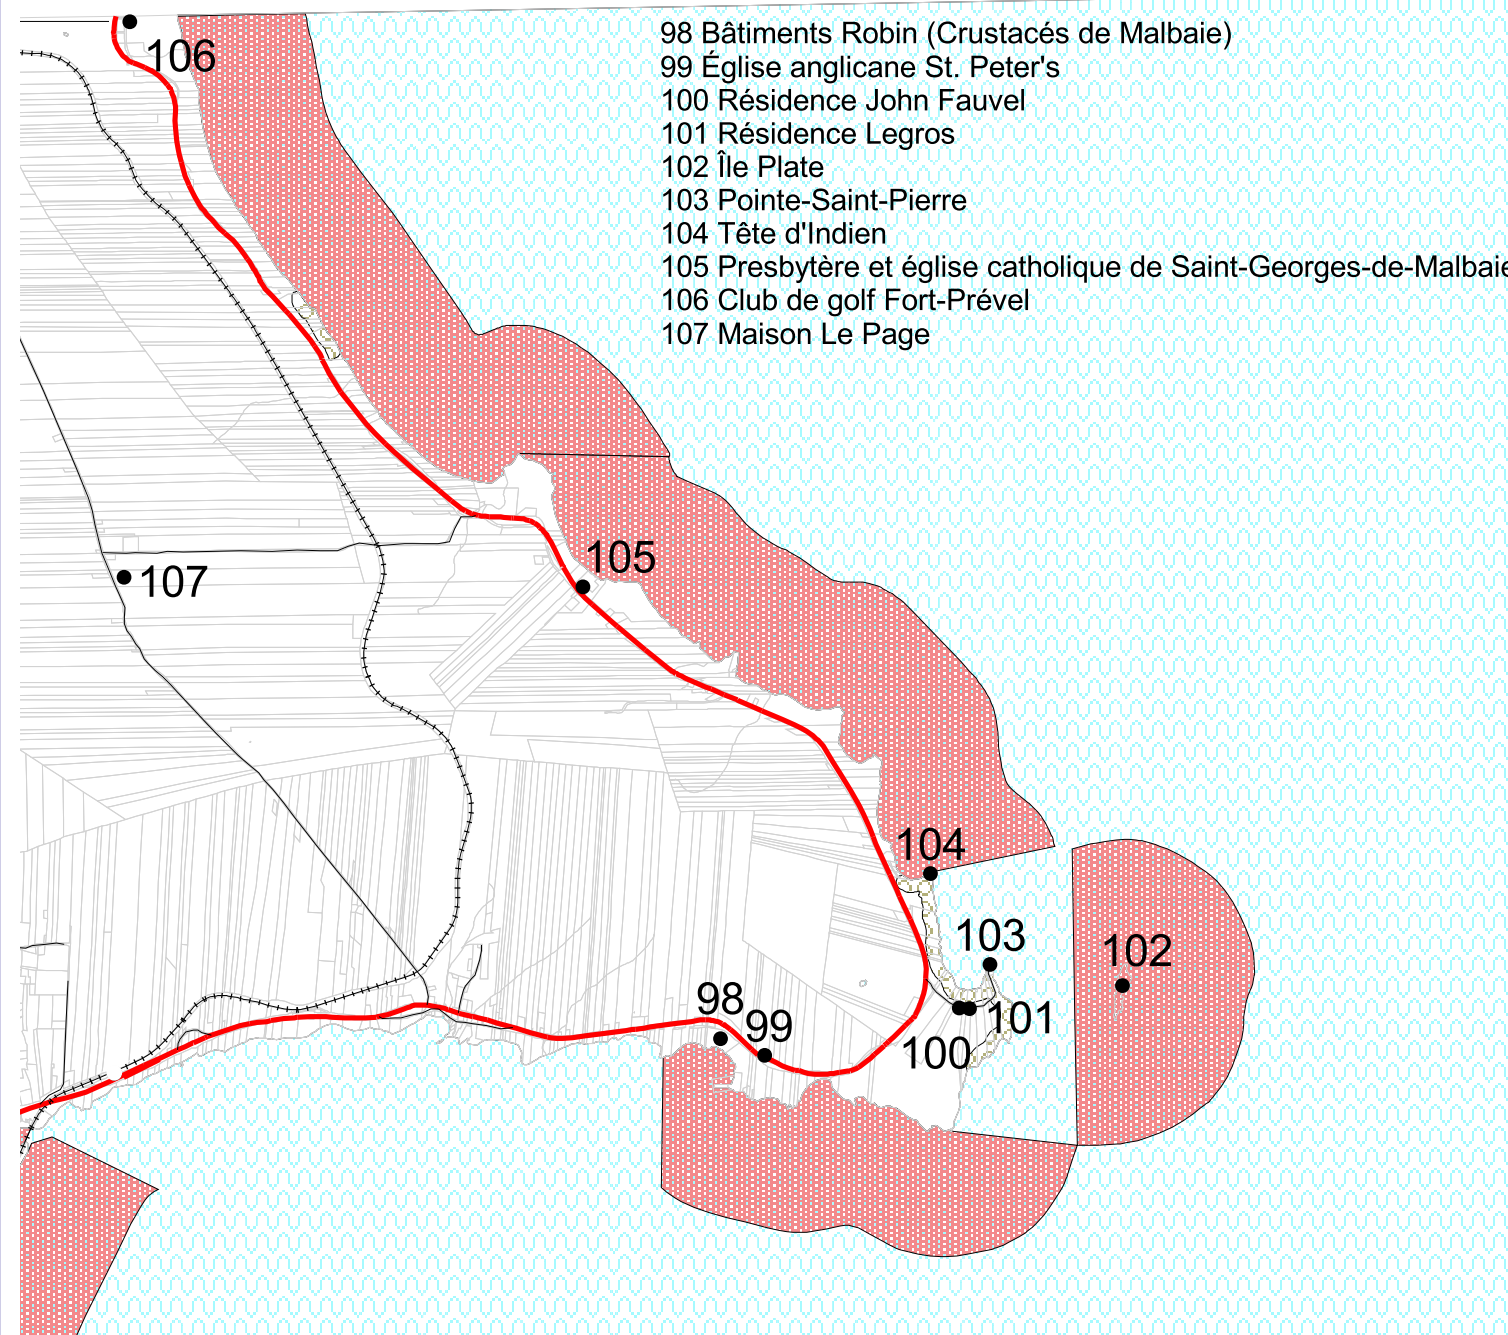 98 Bâtiments Robin (Crustacés de Malbaie)
99 Église anglicane St. Peter's
100 Résidence John Fauvel
101 Résidence Legros
102 Île Plate
103 Pointe-Saint-Pierre
104 Tête d'Indien
105 Presbytère et église catholique de Saint-Georges-de-Malbaie
106 Club de golf Fort-Prével
107 Maison Le Page
106
105
107
104
103
102
98
99
101
100